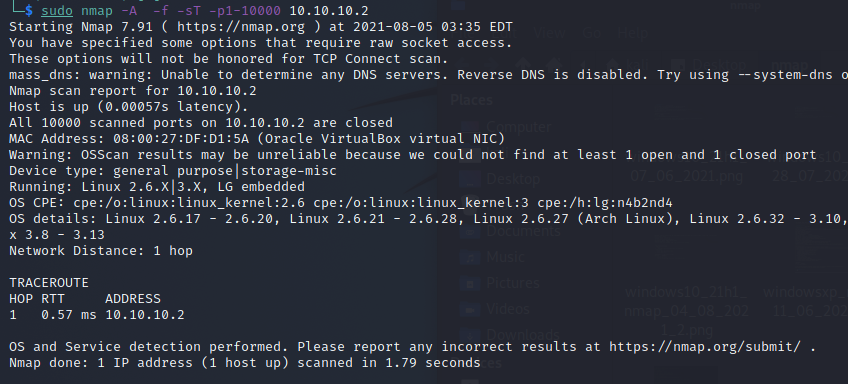 └─$ sudo nmap -A -f -sT -p1-10000 10.10.10.2
Starting Nmap 7.91 ( https://nmap.org ) at 2021-08-05 03:35 EDT
You have specified some options that require raw socket access.
These options will not be honored for TCP Connect scan.
mass_dns: warning: Unable to determine any DNS servers. Reverse DNS is disabled. Try using --system-dns o
Nmap scan report for 10.10.10.2
Host is up (0.00057s latency).
All 10000 scanned ports on 10.10.10.2 are closed
MAC Address: 08:00:27:DF:D1:5A (Oracle VirtualBox virtual NIC)
Warning: OSScan results may be unreliable because we could not find at least 1 open and 1 closed port
Device type: general purpose|storage-misc
Running: Linux 2.6.X|3.X, LG embedded
OS CPE: cpe:/o:linux:linux_kernel:2.6 cpe:/o:linux:linux_kernel:3 cpe:/h:lg:n4b2nd4
OS details: Linux 2.6.17 - 2.6.20, Linux 2.6.21 - 2.6.28, Linux 2.6.27 (Arch Linux), Linux 2.6.32 - 3.10,
x 3.8 - 3.13
Network Distance: 1 hop
TRACEROUTE
HOP RTT ADDRESS
1 0.57 ms 10.10.10.2
OS and Service detection performed. Please report any incorrect results at https://nmap.org/submit/ .
Nmap done: 1 IP address (1 host up) scanned in 1.79 seconds
Places
Computer
Desktop
Documents
Music
Pictures
Videos
Downloads